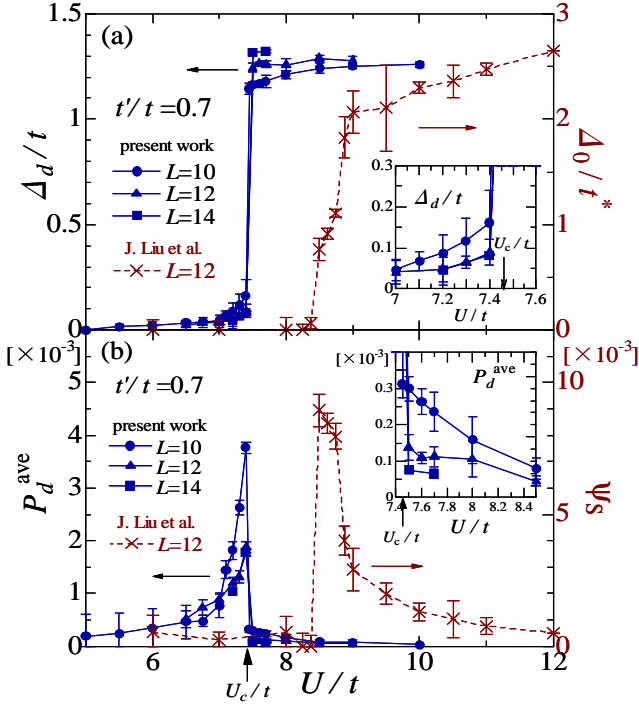 (a)
t'/t=0.7
present work
L=10
L=12
L=14
J. Liu et al.
L=12
Δd/t
1.5
1
0.5
0
3
2
1
0
Δ0/t*
0.3
0.2
0.1
0
Δd/t
Uc/t
7
7.2
7.4
7.6
U/t
[×10⁻³]
[×10⁻³]
(b)
t'/t=0.7
present work
L=10
L=12
L=14
J. Liu et al.
L=12
Pd^ave
5
4
3
2
1
0
10
5
0
ψS
[×10⁻³]
Pd^ave
0.3
0.2
0.1
0
7.4
7.6
7.8
8
8.2
8.4
Uc/t
U/t
6
8
10
12
Uc/t
U/t